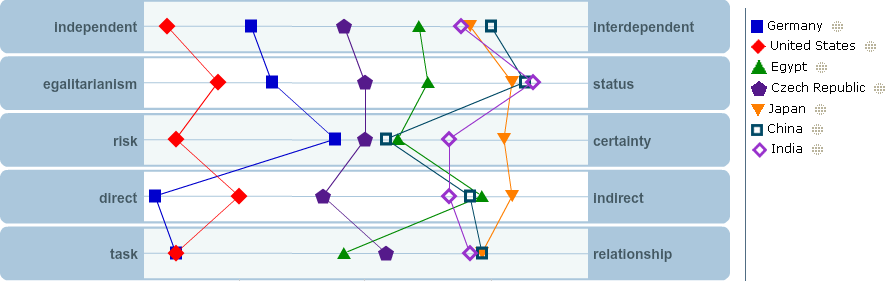 independent interdependent
egalitarianism status
risk certainty
direct indirect
task relationship
Germany
United States
Egypt
Czech Republic
Japan
China
India